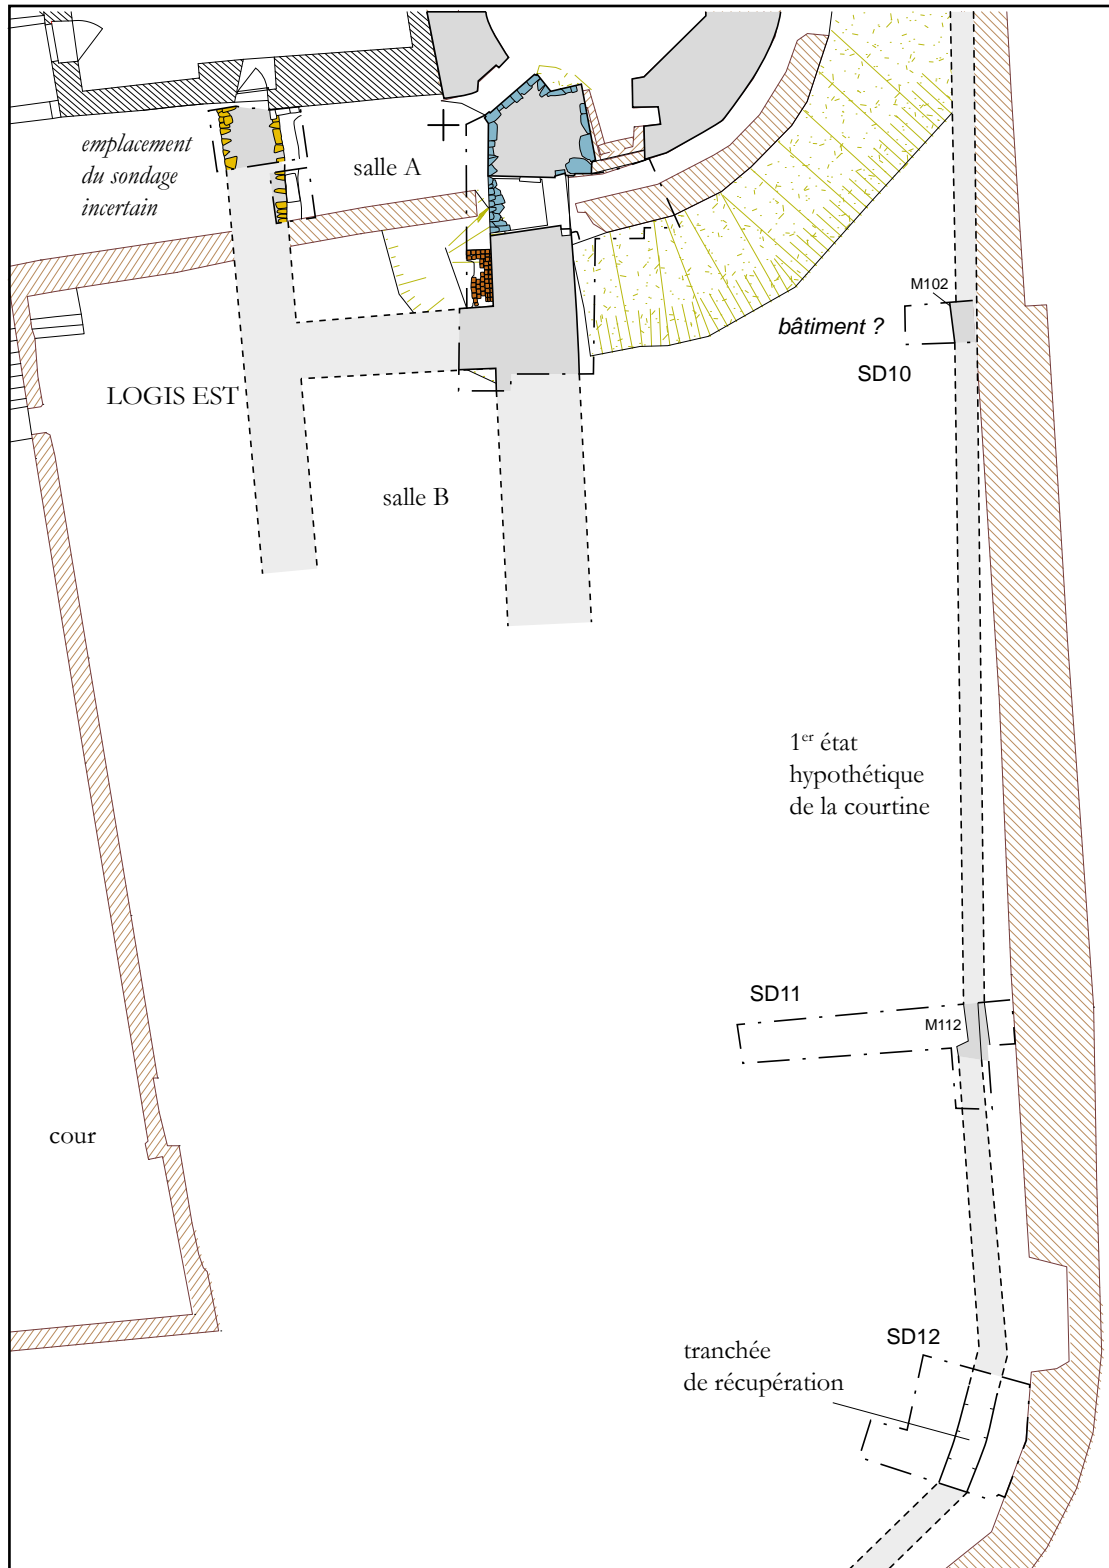 emplacement
du sondage
incertain
salle A
M102
bâtiment ?
SD10
LOGIS EST
salle B
1er état
hypothétique
de la courtine
SD11
M112
cour
SD12
tranchée
de récupération